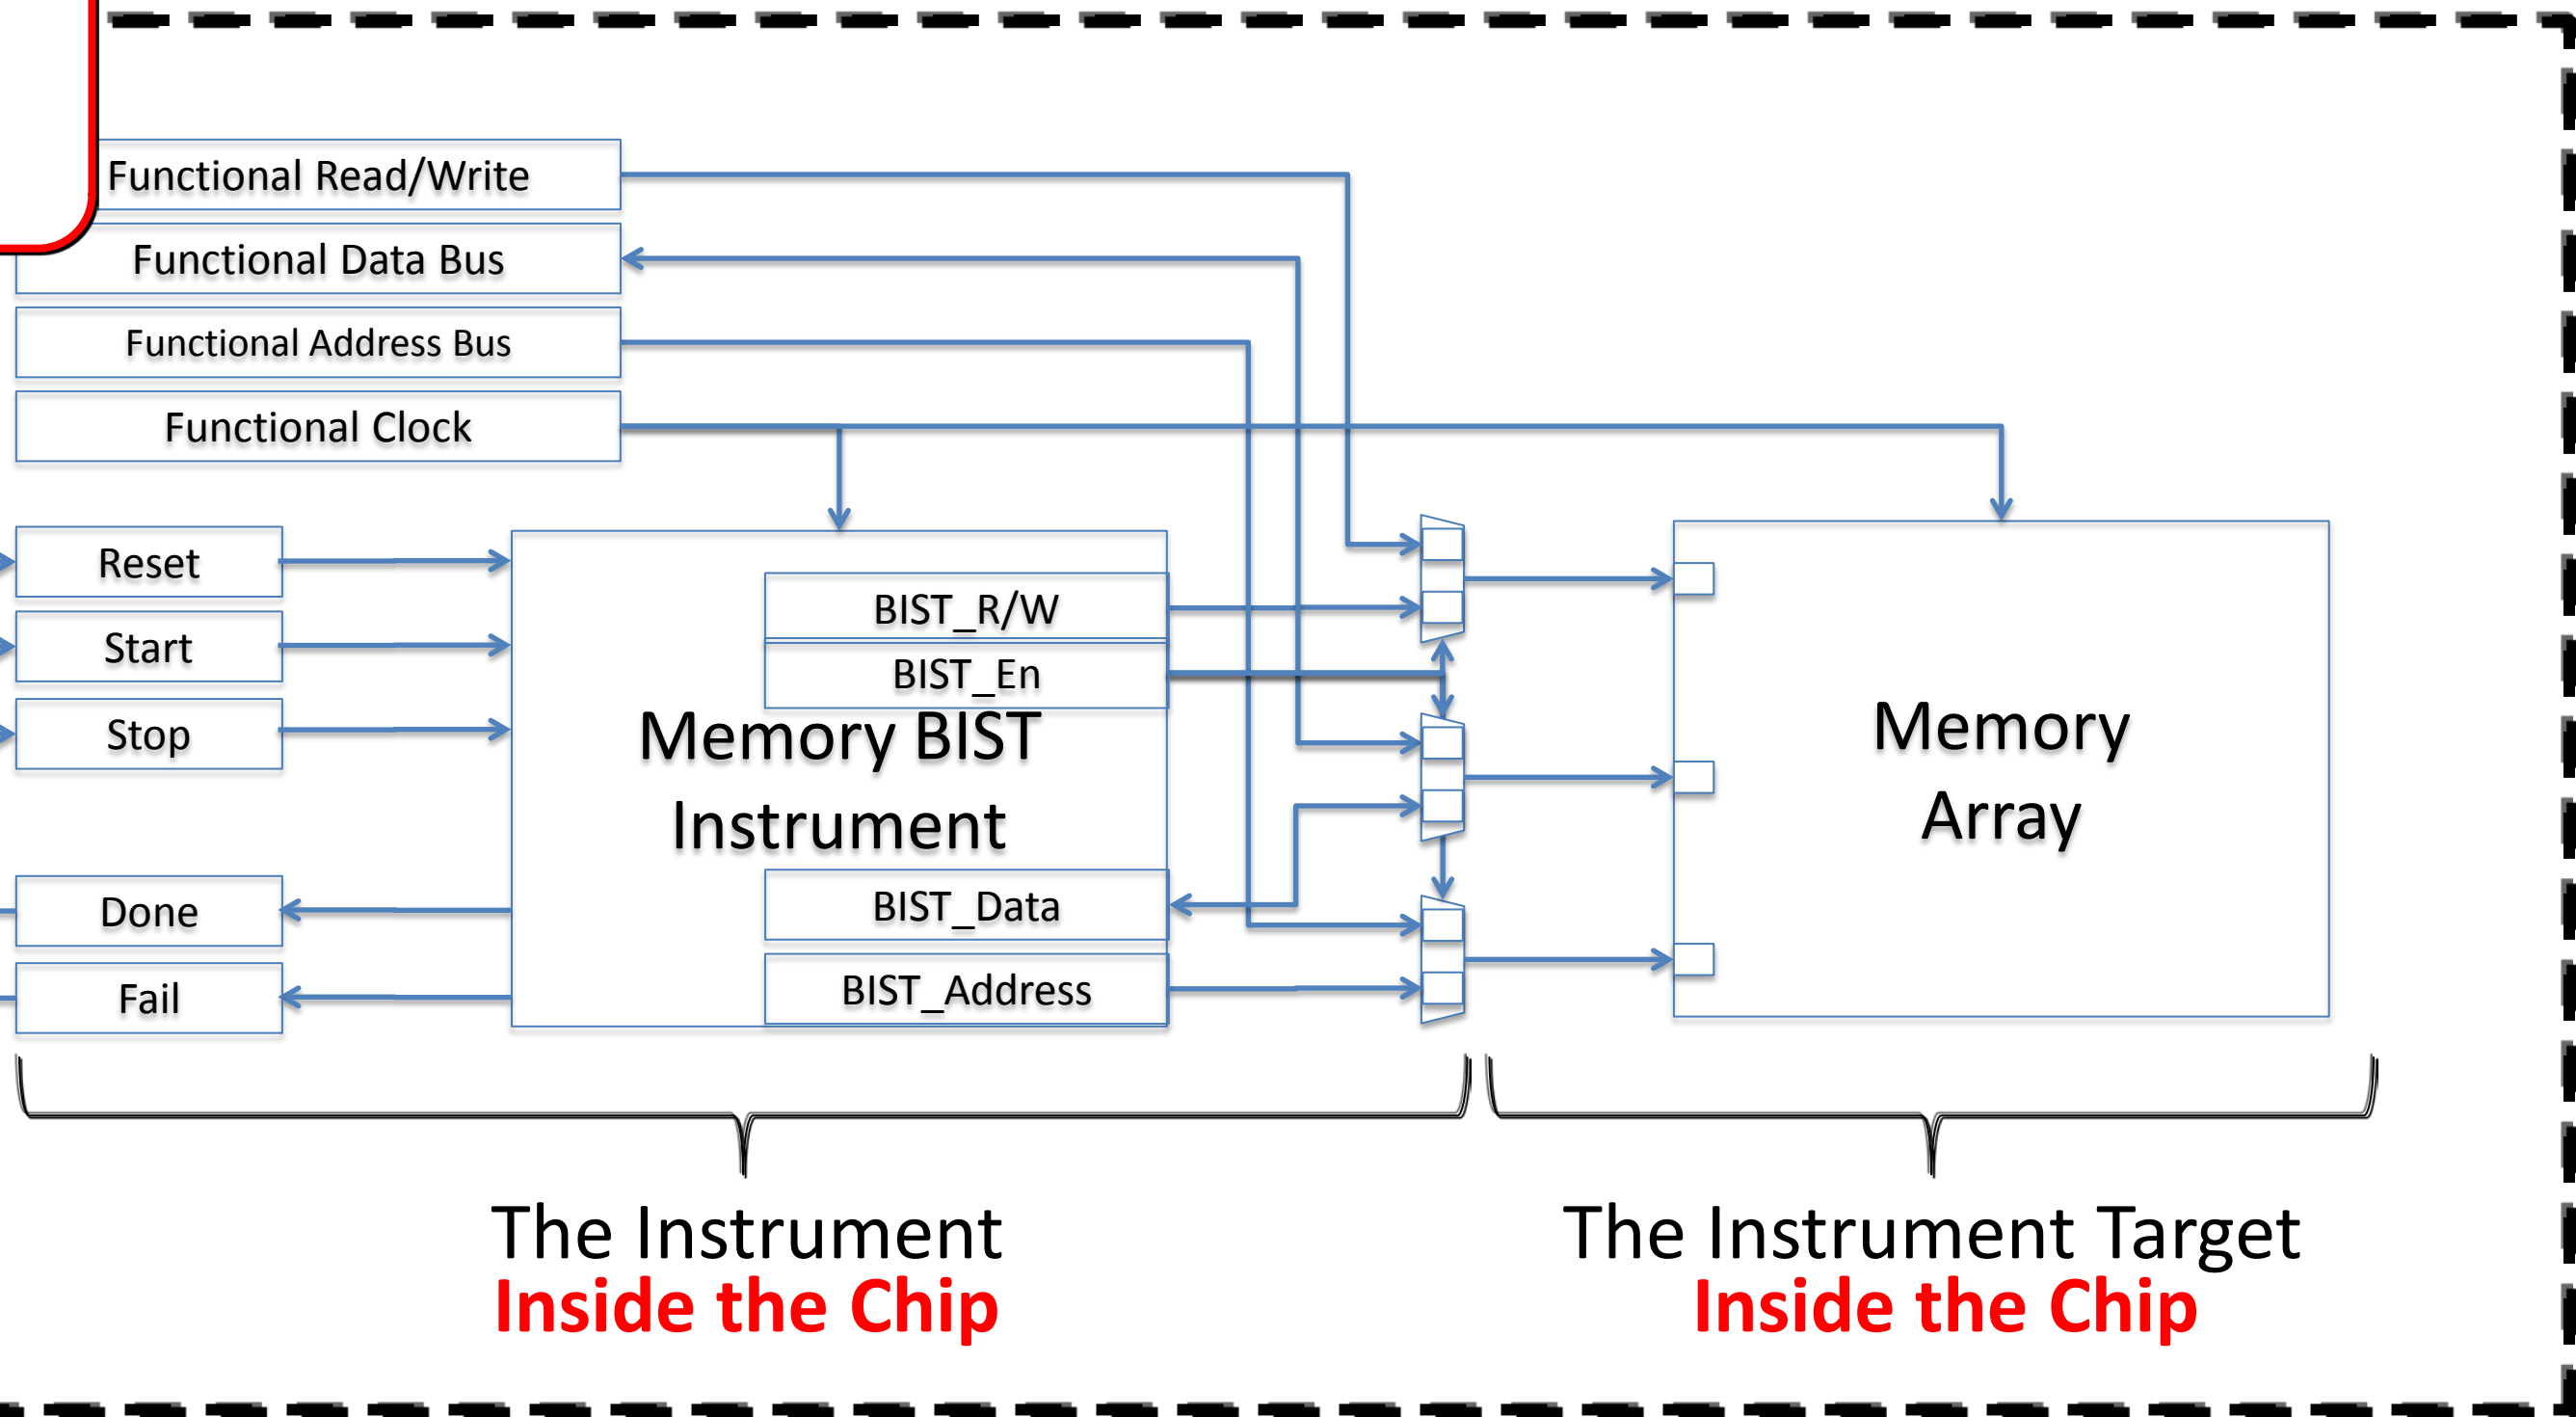 Functional Read/Write
Functional Data Bus
Functional Address Bus
Functional Clock
Reset
Start
Stop
Done
Fail
BIST_R/W
BIST_En
Memory BIST
Instrument
BIST_Data
BIST_Address
Memory
Array
The Instrument
Inside the Chip
The Instrument Target
Inside the Chip